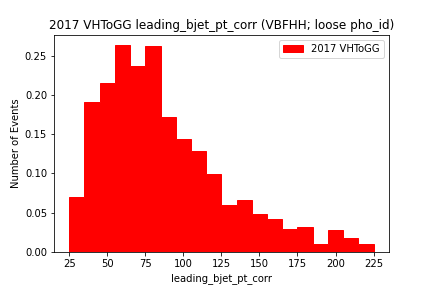 2017 VHToGG leading_bjet_pt_corr (VBFHH; loose pho_id)
2017 VHToGG
Number of Events
0.25
0.20
0.15
0.10
0.05
0.00
25 50 75 100 125 150 175 200 225
leading_bjet_pt_corr